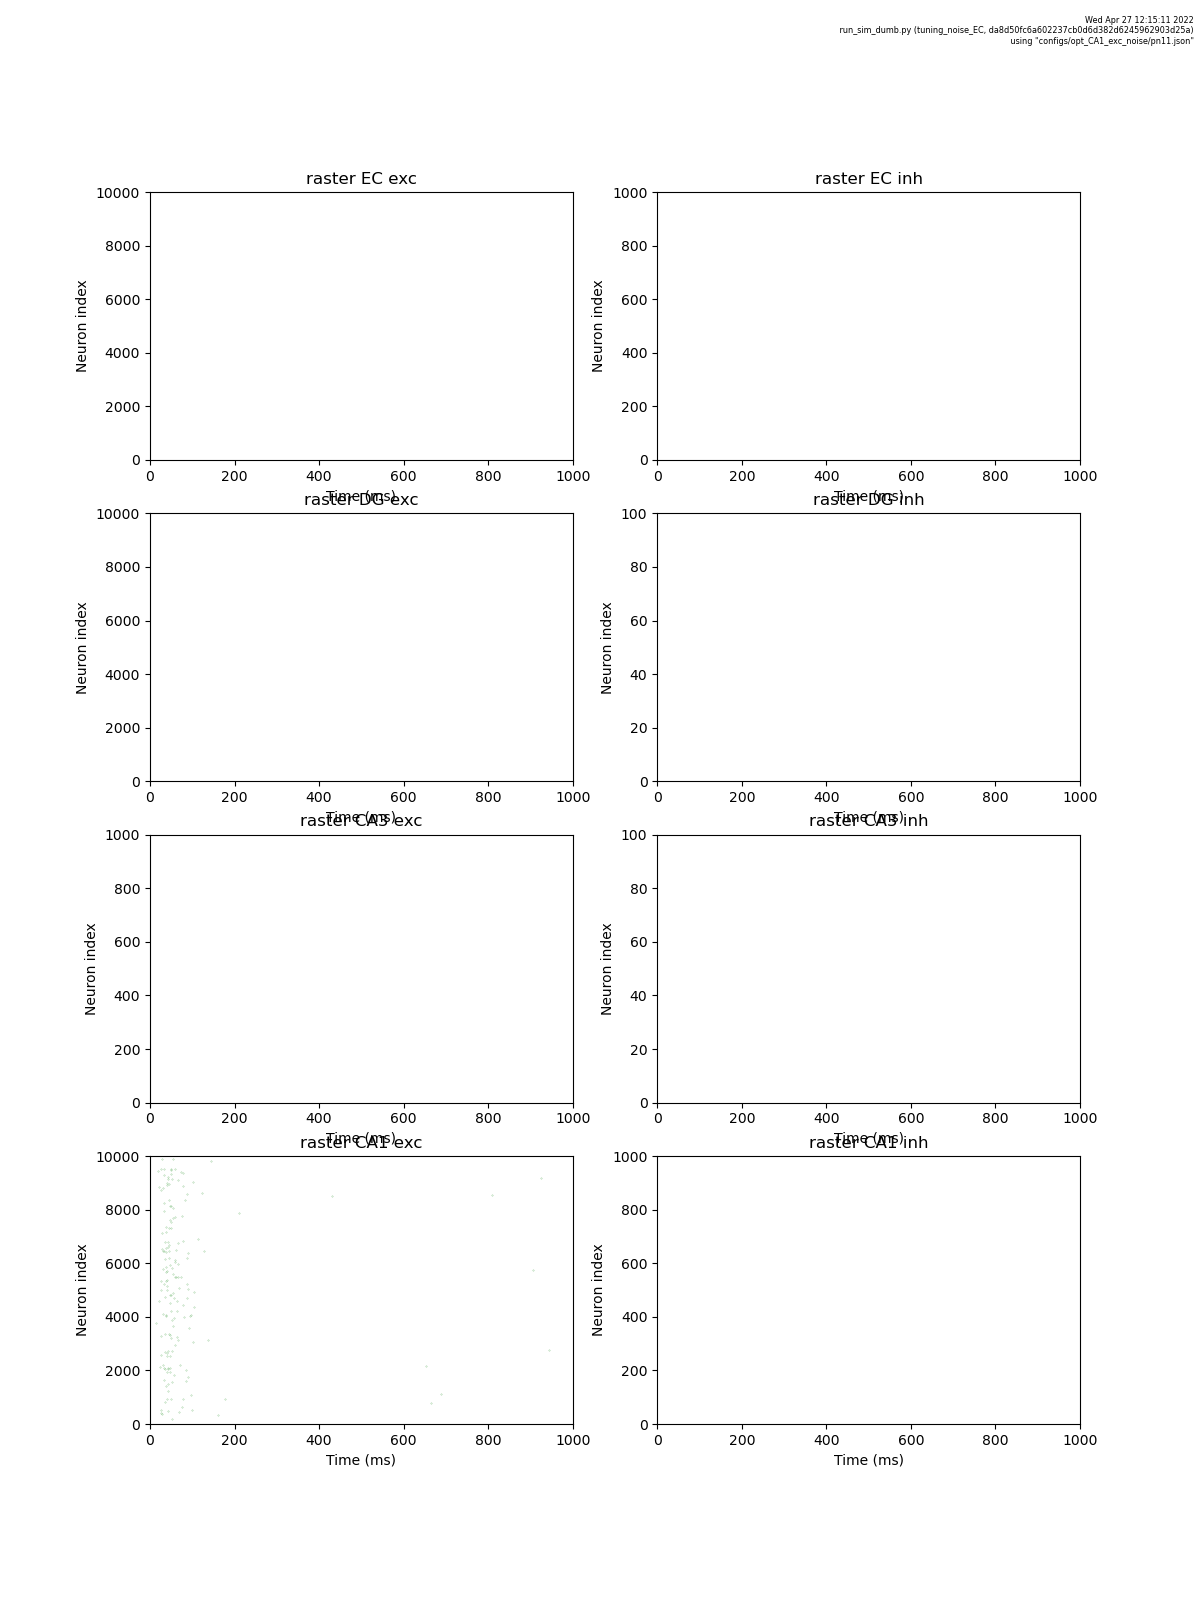 Wed Apr 27 12:15:11 2022
run_sim_dumb.py (tuning_noise_EC, da8d50fc6a602237cb0d6d382d6245962903d25a)
using "configs/opt_CA1_exc_noise/pn11.json"
raster EC exc
10000
8000
6000
4000
2000
0
Neuron index
0 200 400 600 800 1000
Time (ms)
raster EC inh
1000
800
600
400
200
0
Neuron index
0 200 400 600 800 1000
Time (ms)
raster DG exc
10000
8000
6000
4000
2000
0
Neuron index
0 200 400 600 800 1000
Time (ms)
raster DG inh
100
80
60
40
20
0
Neuron index
0 200 400 600 800 1000
Time (ms)
raster CA3 exc
1000
800
600
400
200
0
Neuron index
0 200 400 600 800 1000
Time (ms)
raster CA3 inh
100
80
60
40
20
0
Neuron index
0 200 400 600 800 1000
Time (ms)
raster CA1 exc
10000
8000
6000
4000
2000
0
Neuron index
0 200 400 600 800 1000
Time (ms)
raster CA1 inh
1000
800
600
400
200
0
Neuron index
0 200 400 600 800 1000
Time (ms)